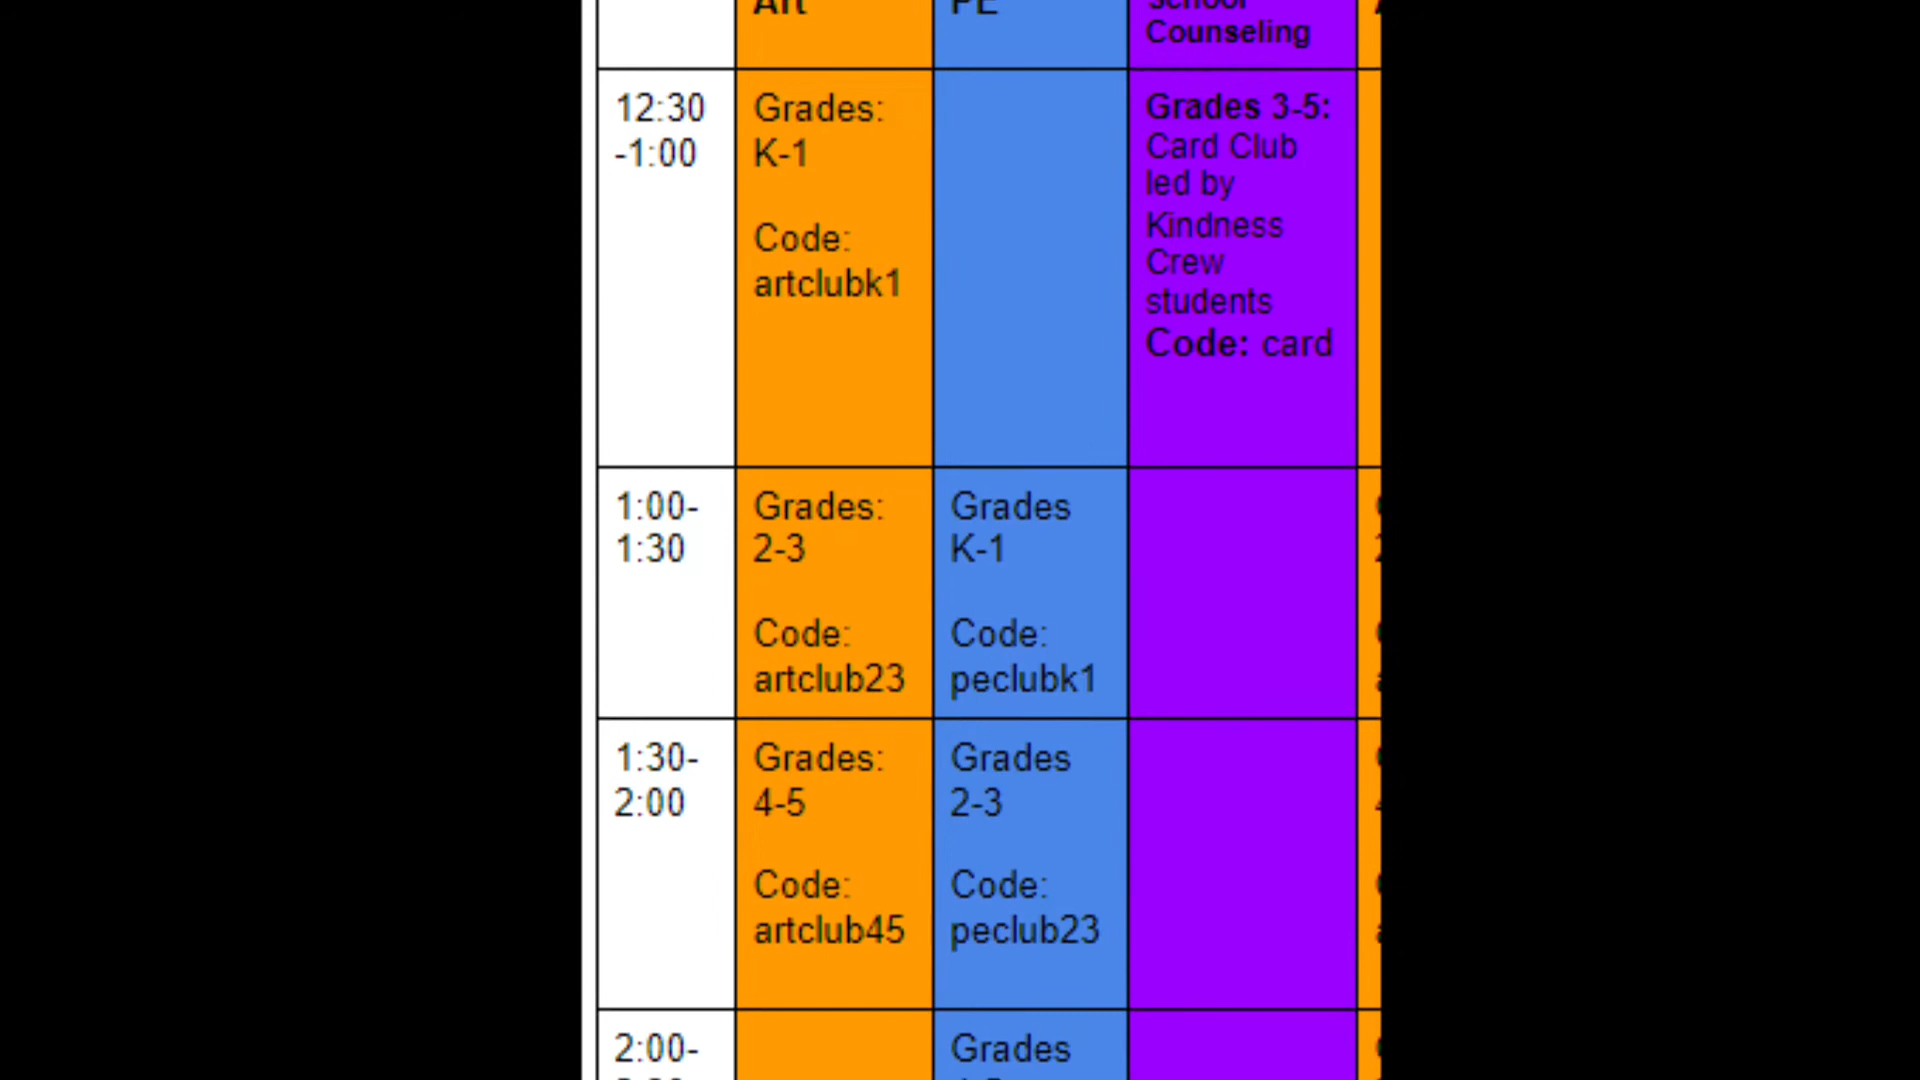 Art
PE
School
Counseling
12:30
-1:00
Grades:
K-1
Code:
artclubk1
Grades 3-5:
Card Club
led by
Kindness
Crew
students
Code: card
1:00-
1:30
Grades:
2-3
Code:
artclub23
Grades
K-1
Code:
peclubk1
1:30-
2:00
Grades:
4-5
Code:
artclub45
Grades
2-3
Code:
peclub23
2:00-
Grades